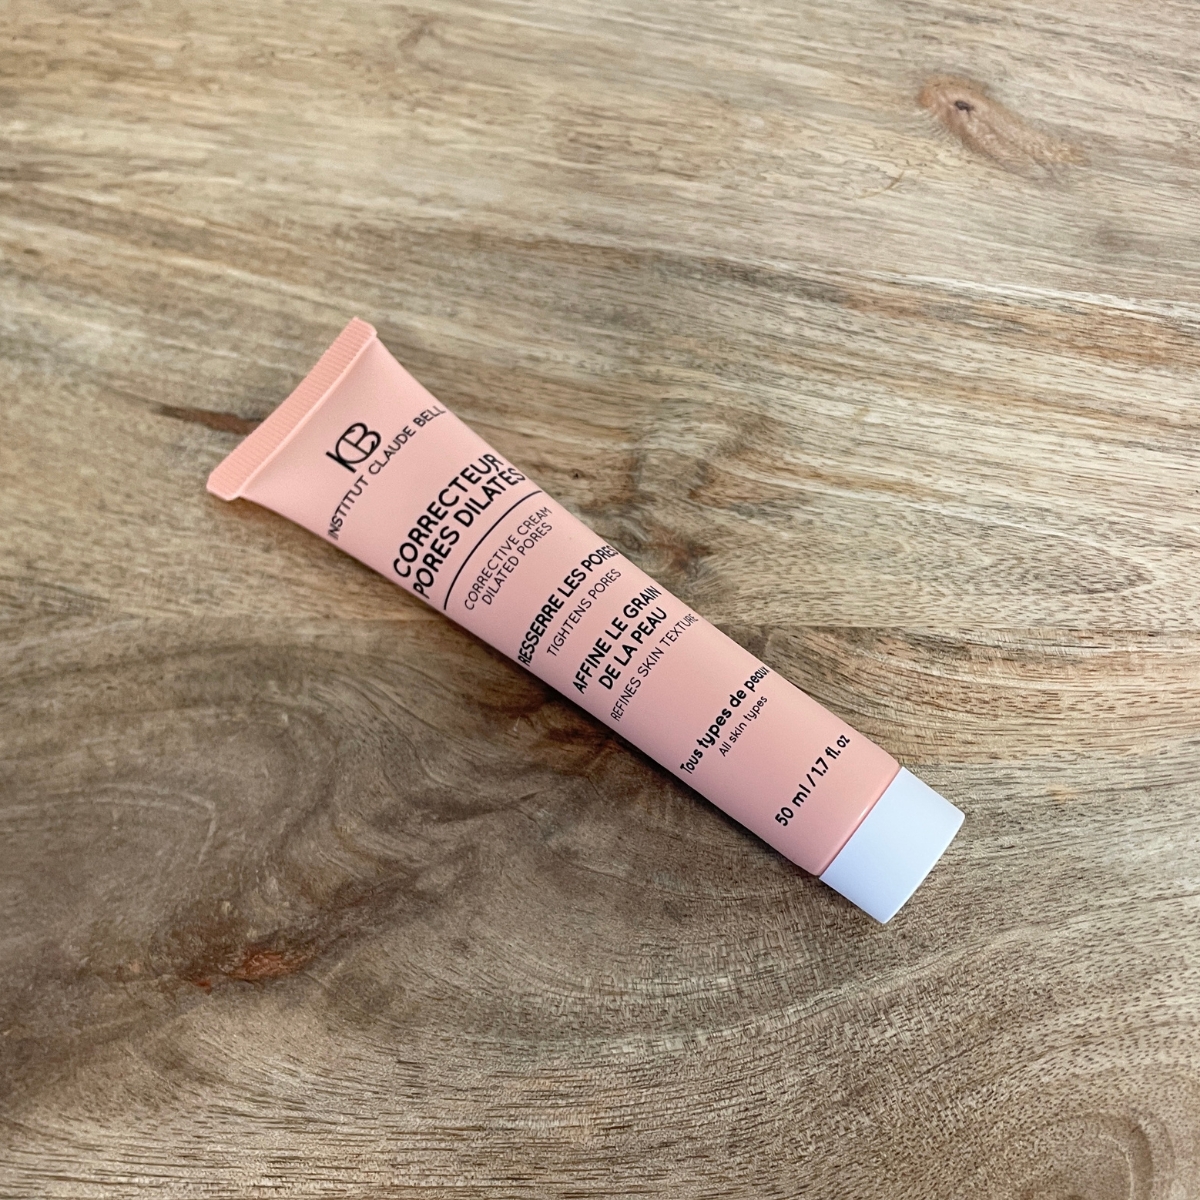 ICB
INSTITUT CLAUDE BELL
CORRECTEUR
PORES DILATÉS
CORRECTIVE CREAM
DILATED PORES
RESSERRE LES PORES
TIGHTENS PORES
AFFINE LE GRAIN
DE LA PEAU
REFINES SKIN TEXTURE
Tous types de peaux
All skin types
50 ml / 1.7 fl. oz